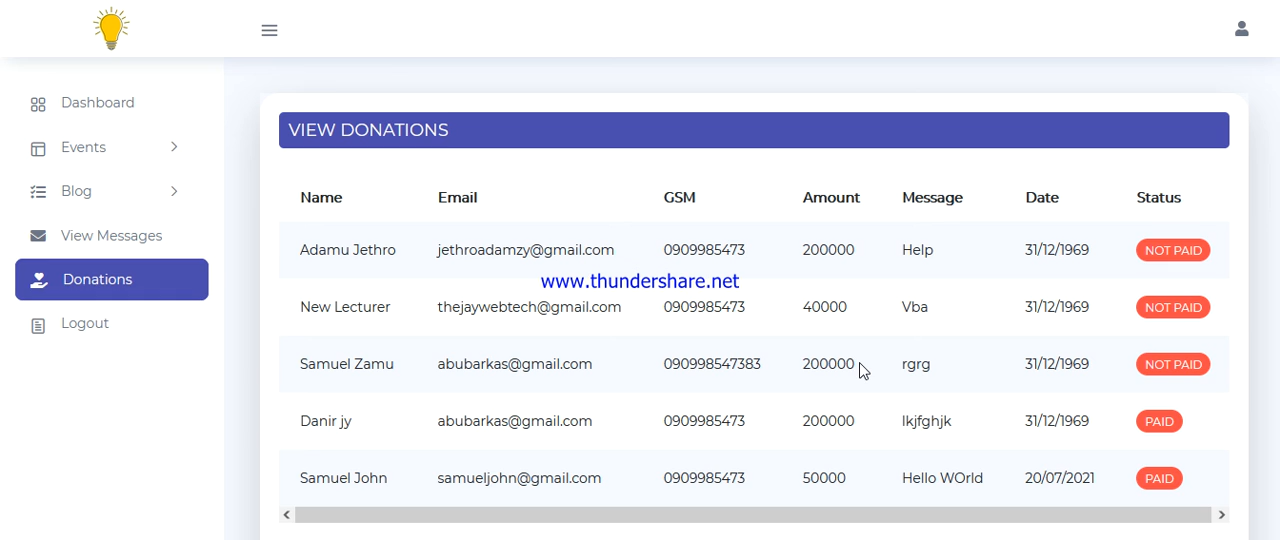 Dashboard
Events
Blog
View Messages
Donations
Logout
VIEW DONATIONS
Name Email GSM Amount Message Date Status
Adamu Jethro jethroadamzy@gmail.com 0909985473 200000 Help 31/12/1969 NOT PAID
www.thundershare.net
New Lecturer thejaywebtech@gmail.com 0909985473 40000 Vba 31/12/1969 NOT PAID
Samuel Zamu abubarkas@gmail.com 090998547383 200000 rgrg 31/12/1969 NOT PAID
Danir jy abubarkas@gmail.com 0909985473 200000 lkjfghjk 31/12/1969 PAID
Samuel John samueljohn@gmail.com 0909985473 50000 Hello WOrld 20/07/2021 PAID